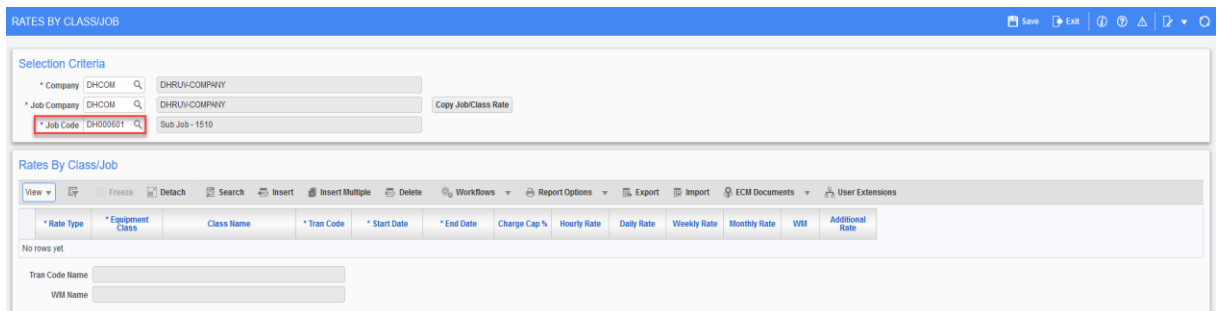 RATES BY CLASS/JOB Save Exit
Selection Criteria
* Company DHCOM DHRUV-COMPANY
* Job Company DHCOM DHRUV-COMPANY Copy Job/Class Rate
* Job Code DH000601 Sub Job - 1510
Rates By Class/Job
View Freeze Detach Search Insert Insert Multiple Delete Workflows Report Options Export Import ECM Documents User Extensions
* Rate Type * Equipment Class Class Name * Tran Code * Start Date * End Date Charge Cap % Hourly Rate Daily Rate Weekly Rate Monthly Rate WM Additional Rate
No rows yet.
Tran Code Name
WM Name